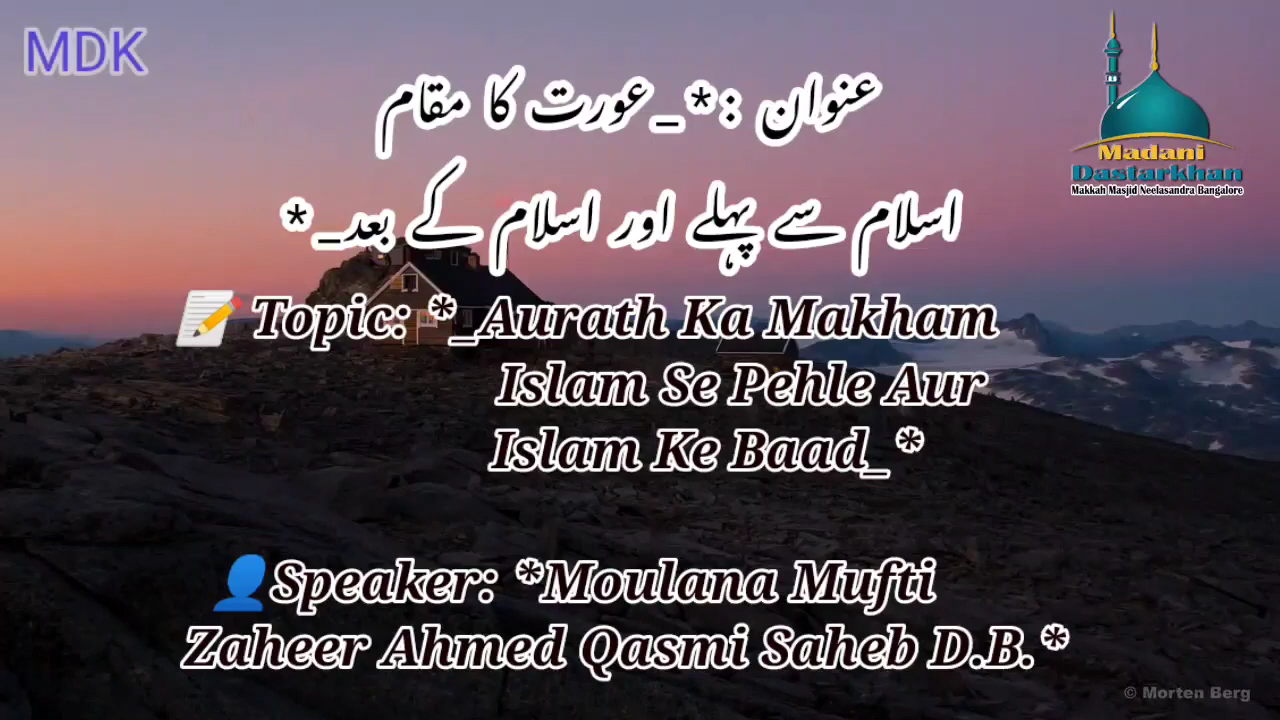 MDK
عنوان :*_عورت کا مقام
اسلام سے پہلے اور اسلام کے بعد_*
Madani
Dastarkhan
Makkah Masjid Neelasandra Bangalore
📝 Topic: *_Aurath Ka Makham
Islam Se Pehle Aur
Islam Ke Baad_*
👤Speaker: *Moulana Mufti
Zaheer Ahmed Qasmi Saheb D.B.*
© Morten Berg